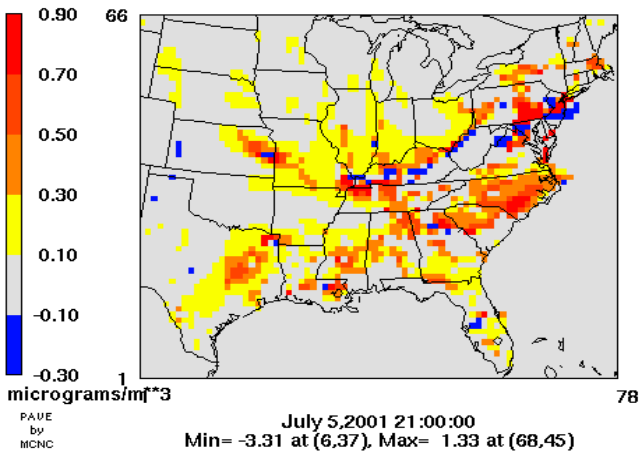 0.90
0.70
0.50
0.30
0.10
-0.10
-0.30
66
1
78
micrograms/m**3
PAVE
by
MCNC
July 5,2001 21:00:00
Min= -3.31 at (6,37), Max= 1.33 at (68,45)